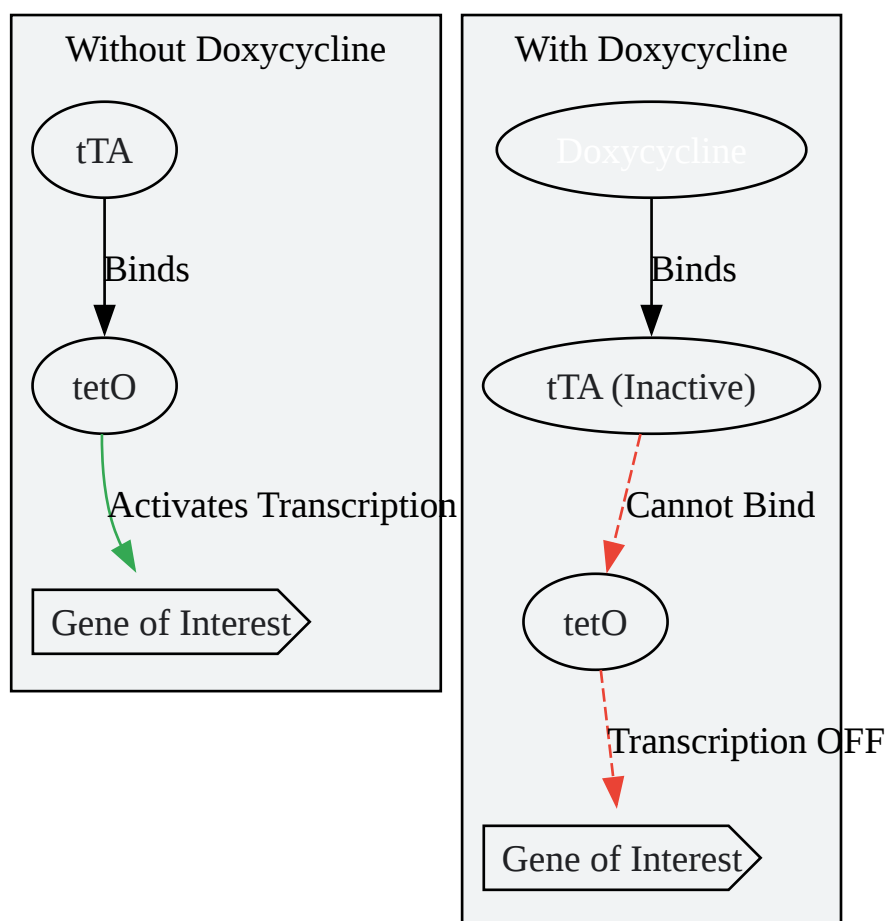 Without Doxycycline
tTA
Binds
tetO
Activates Transcription
Gene of Interest
With Doxycycline
Doxycycline
Binds
tTA (Inactive)
Cannot Bind
tetO
Transcription OFF
Gene of Interest